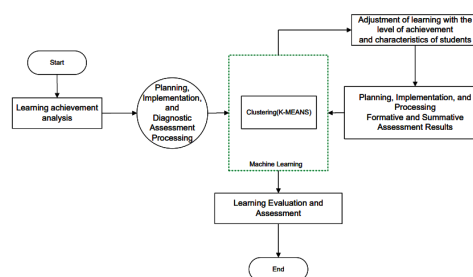 Start
Learning achievement
analysis
Planning,
Implementation,
and
Diagnostic
Assessment
Processing
Clustering(K-MEANS)
Machine Learning
Adjustment of learning with the
level of achievement
and characteristics of students
Planning, Implementation, and
Processing
Formative and Summative
Assessment Results
Learning Evaluation and
Assessment
End